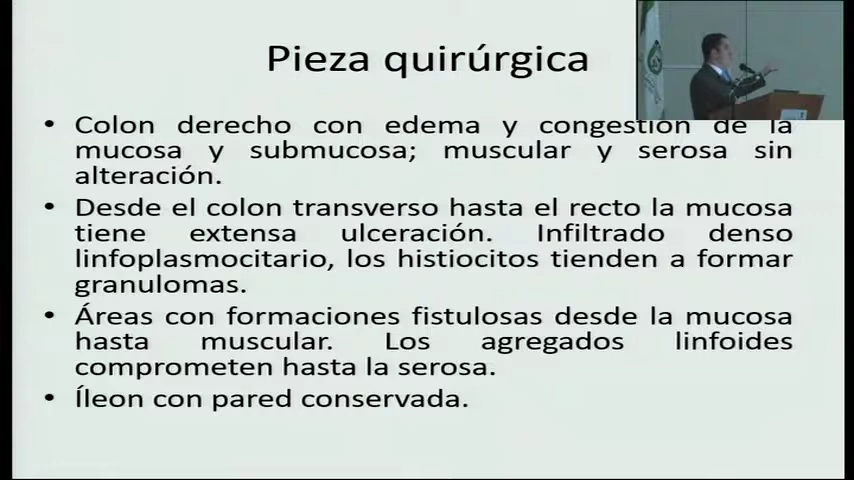 Pieza quirúrgica
• Colon derecho con edema y congestión de la
mucosa y submucosa; muscular y serosa sin
alteración.
• Desde el colon transverso hasta el recto la mucosa
tiene extensa ulceración. Infiltrado denso
linfoplasmocitario, los histiocitos tienden a formar
granulomas.
• Áreas con formaciones fistulosas desde la mucosa
hasta muscular. Los agregados linfoides
comprometen hasta la serosa.
• Íleon con pared conservada.